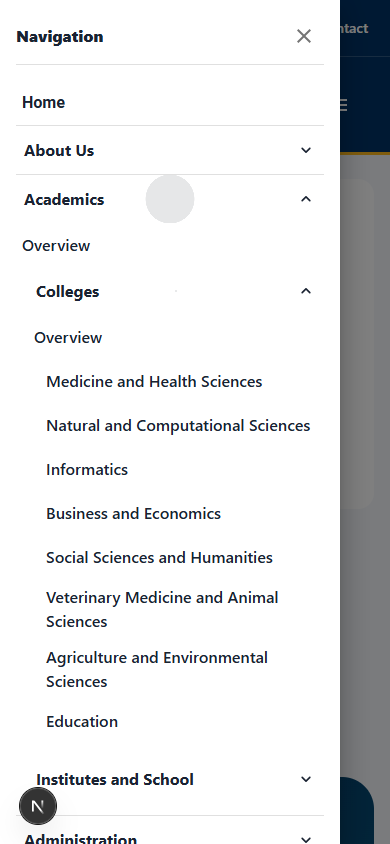 Navigation
ntact
Home
About Us
Academics
Overview
Colleges
Overview
Medicine and Health Sciences
Natural and Computational Sciences
Informatics
Business and Economics
Social Sciences and Humanities
Veterinary Medicine and Animal
Sciences
Agriculture and Environmental
Sciences
Education
Institutes and School
N
Administration